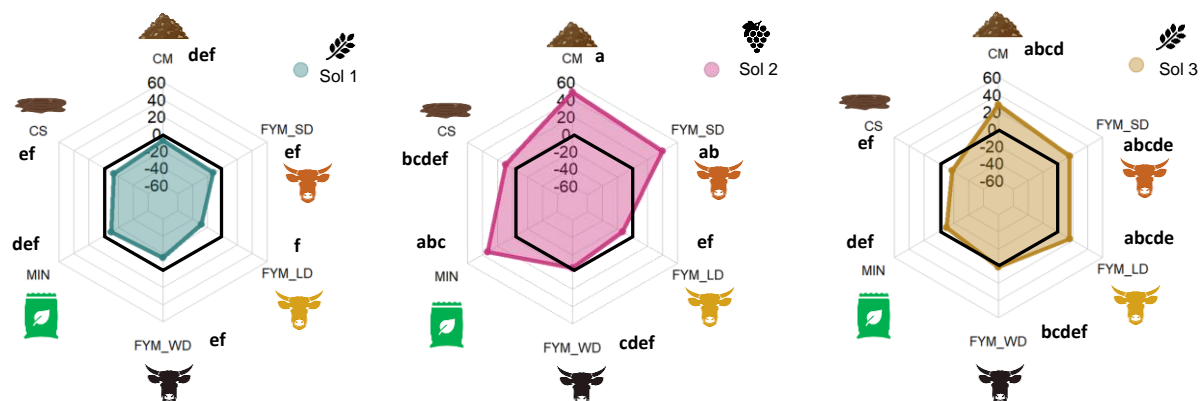 CM def
Sol 1
60
40
20
0
-20
-40
-60
CS
ef
FYM_SD
ef
def
MIN
f
FYM_LD
FYM_WD ef
CM a
Sol 2
60
40
20
0
-20
-40
-60
CS
bcdef
FYM_SD
ab
abc
MIN
ef
FYM_LD
FYM_WD cdef
CM abcd
Sol 3
60
40
20
0
-20
-40
-60
CS
ef
FYM_SD
abcde
def
MIN
abcde
FYM_LD
FYM_WD bcdef